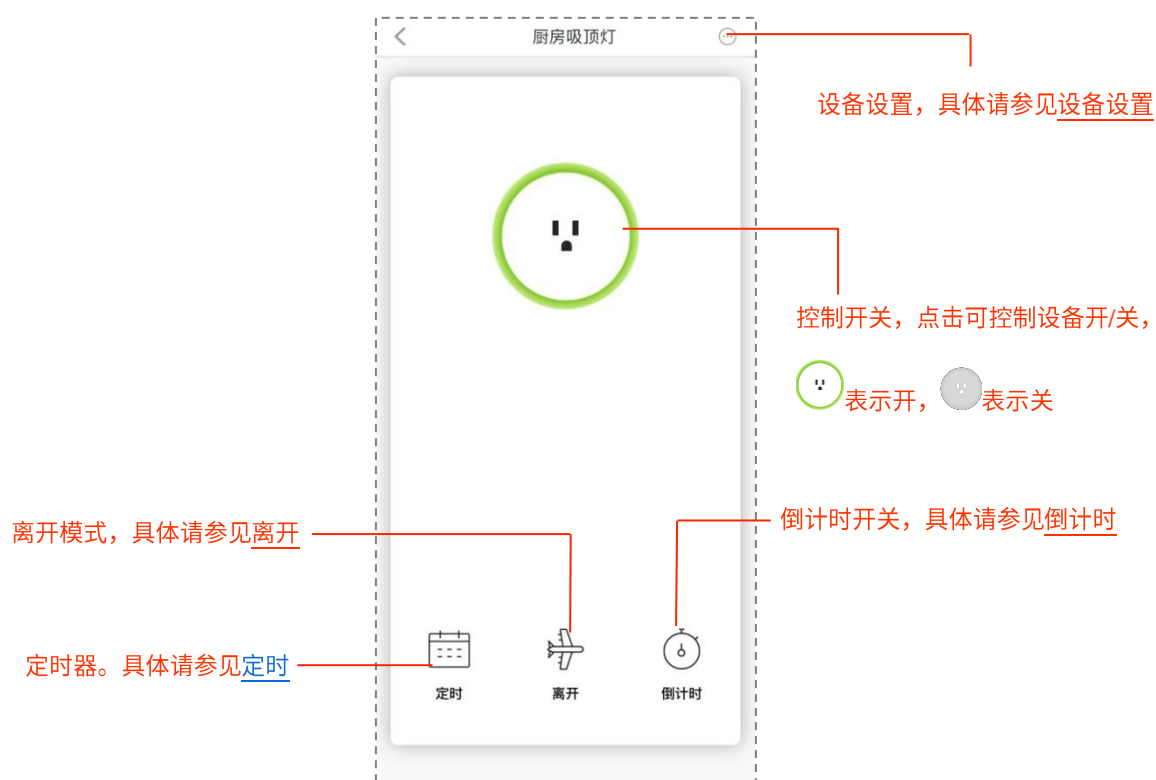 厨房吸顶灯
设备设置，具体请参见设备设置
控制开关，点击可控制设备开/关，
表示开，表示关
离开模式，具体请参见离开
倒计时开关，具体请参见倒计时
定时器。具体请参见定时
定时
离开
倒计时